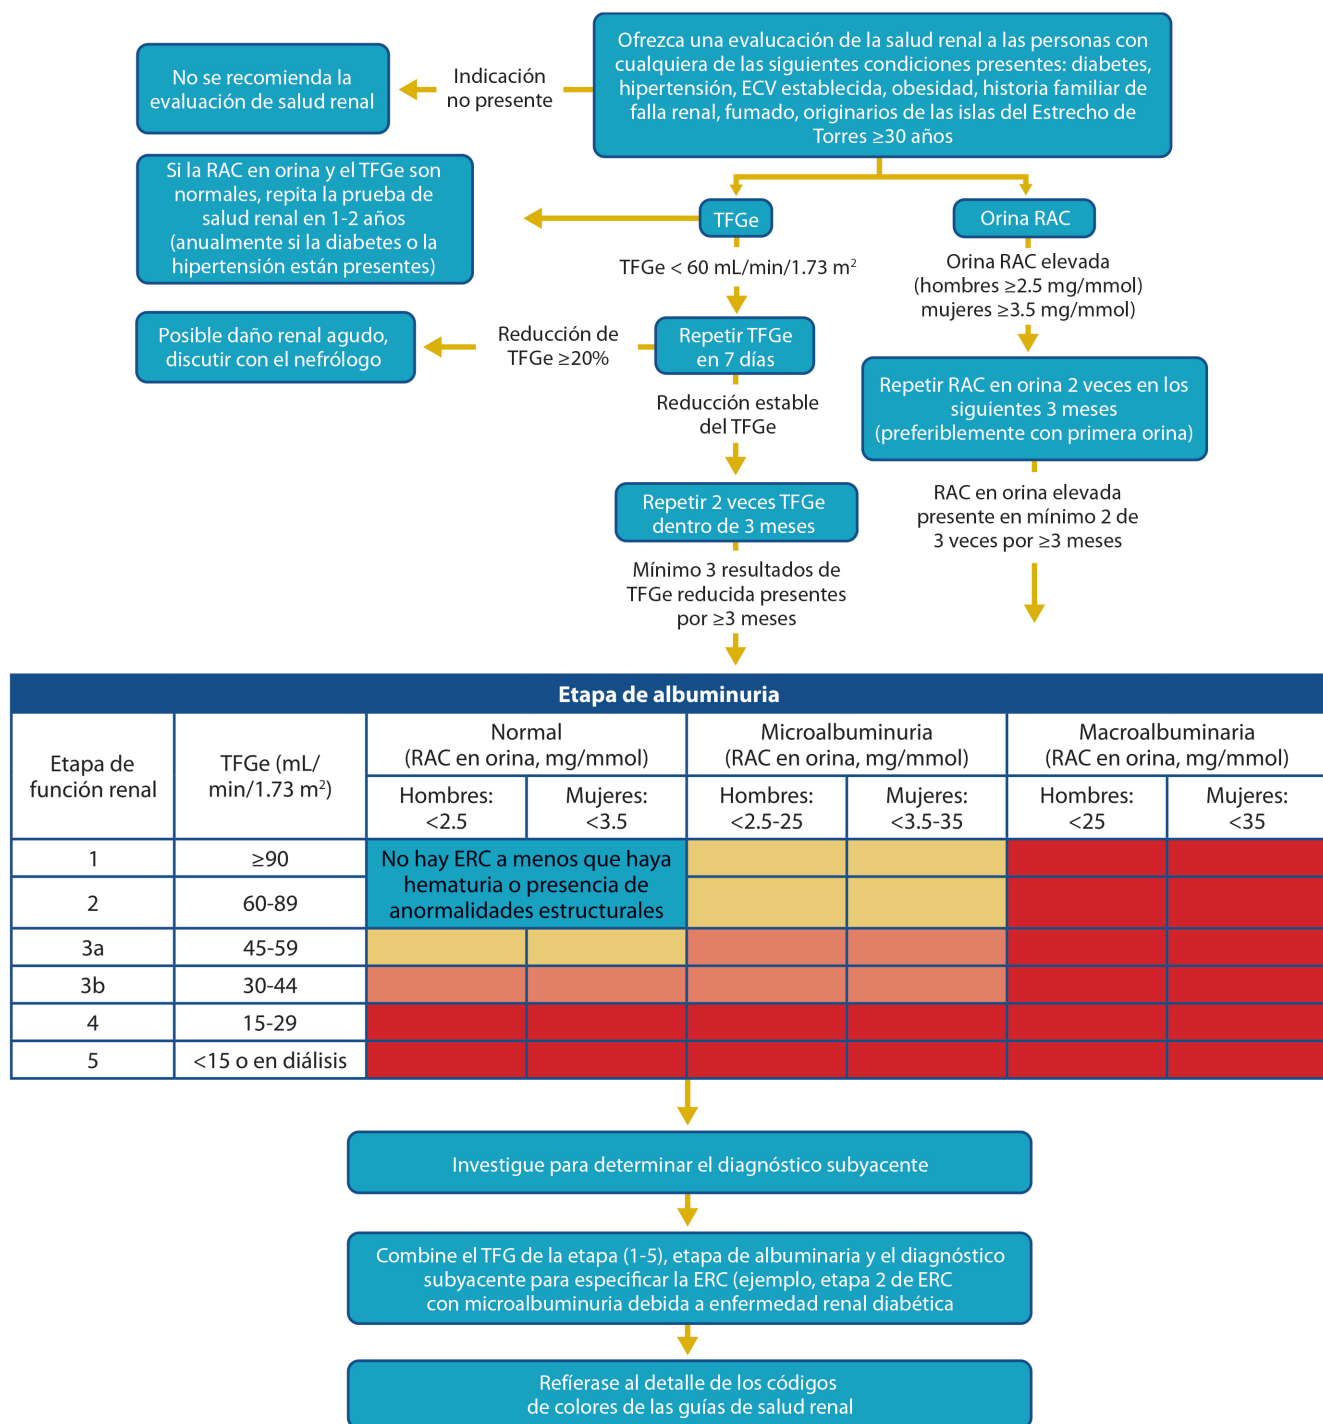 Ofrezca una evalucación de la salud renal a las personas con
cualquiera de las siguientes condiciones presentes: diabetes,
hipertensión, ECV establecida, obesidad, historia familiar de
falla renal, fumado, originarios de las islas del Estrecho de
Torres ≥30 años
Indicación
no presente
No se recomienda la
evaluación de salud renal
Si la RAC en orina y el TFGe son
normales, repita la prueba de
salud renal en 1-2 años
(anualmente si la diabetes o la
hipertensión están presentes)
TFGe
Orina RAC
TFGe < 60 mL/min/1.73 m²
Orina RAC elevada
(hombres ≥2.5 mg/mmol)
mujeres ≥3.5 mg/mmol)
Repetir TFGe
en 7 días
Reducción de
TFGe ≥20%
Posible daño renal agudo,
discutir con el nefrólogo
Repetir RAC en orina 2 veces en los
siguientes 3 meses
(preferiblemente con primera orina)
Reducción estable
del TFGe
Repetir 2 veces TFGe
dentro de 3 meses
RAC en orina elevada
presente en mínimo 2 de
3 veces por ≥3 meses
Mínimo 3 resultados de
TFGe reducida presentes
por ≥3 meses
Etapa de albuminuria
Etapa de
función renal
TFGe (mL/
min/1.73 m²)
Normal
(RAC en orina, mg/mmol)
Microalbuminuria
(RAC en orina, mg/mmol)
Macroalbuminaria
(RAC en orina, mg/mmol)
Hombres:
<2.5
Mujeres:
<3.5
Hombres:
<2.5-25
Mujeres:
<3.5-35
Hombres:
<25
Mujeres:
<35
1 ≥90
2 60-89
No hay ERC a menos que haya
hematuria o presencia de
anormalidades estructurales
3a 45-59
3b 30-44
4 15-29
5 <15 o en diálisis
Investigue para determinar el diagnóstico subyacente
Combine el TFG de la etapa (1-5), etapa de albuminaria y el diagnóstico
subyacente para especificar la ERC (ejemplo, etapa 2 de ERC
con microalbuminuria debida a enfermedad renal diabética
Refíerase al detalle de los códigos
de colores de las guías de salud renal